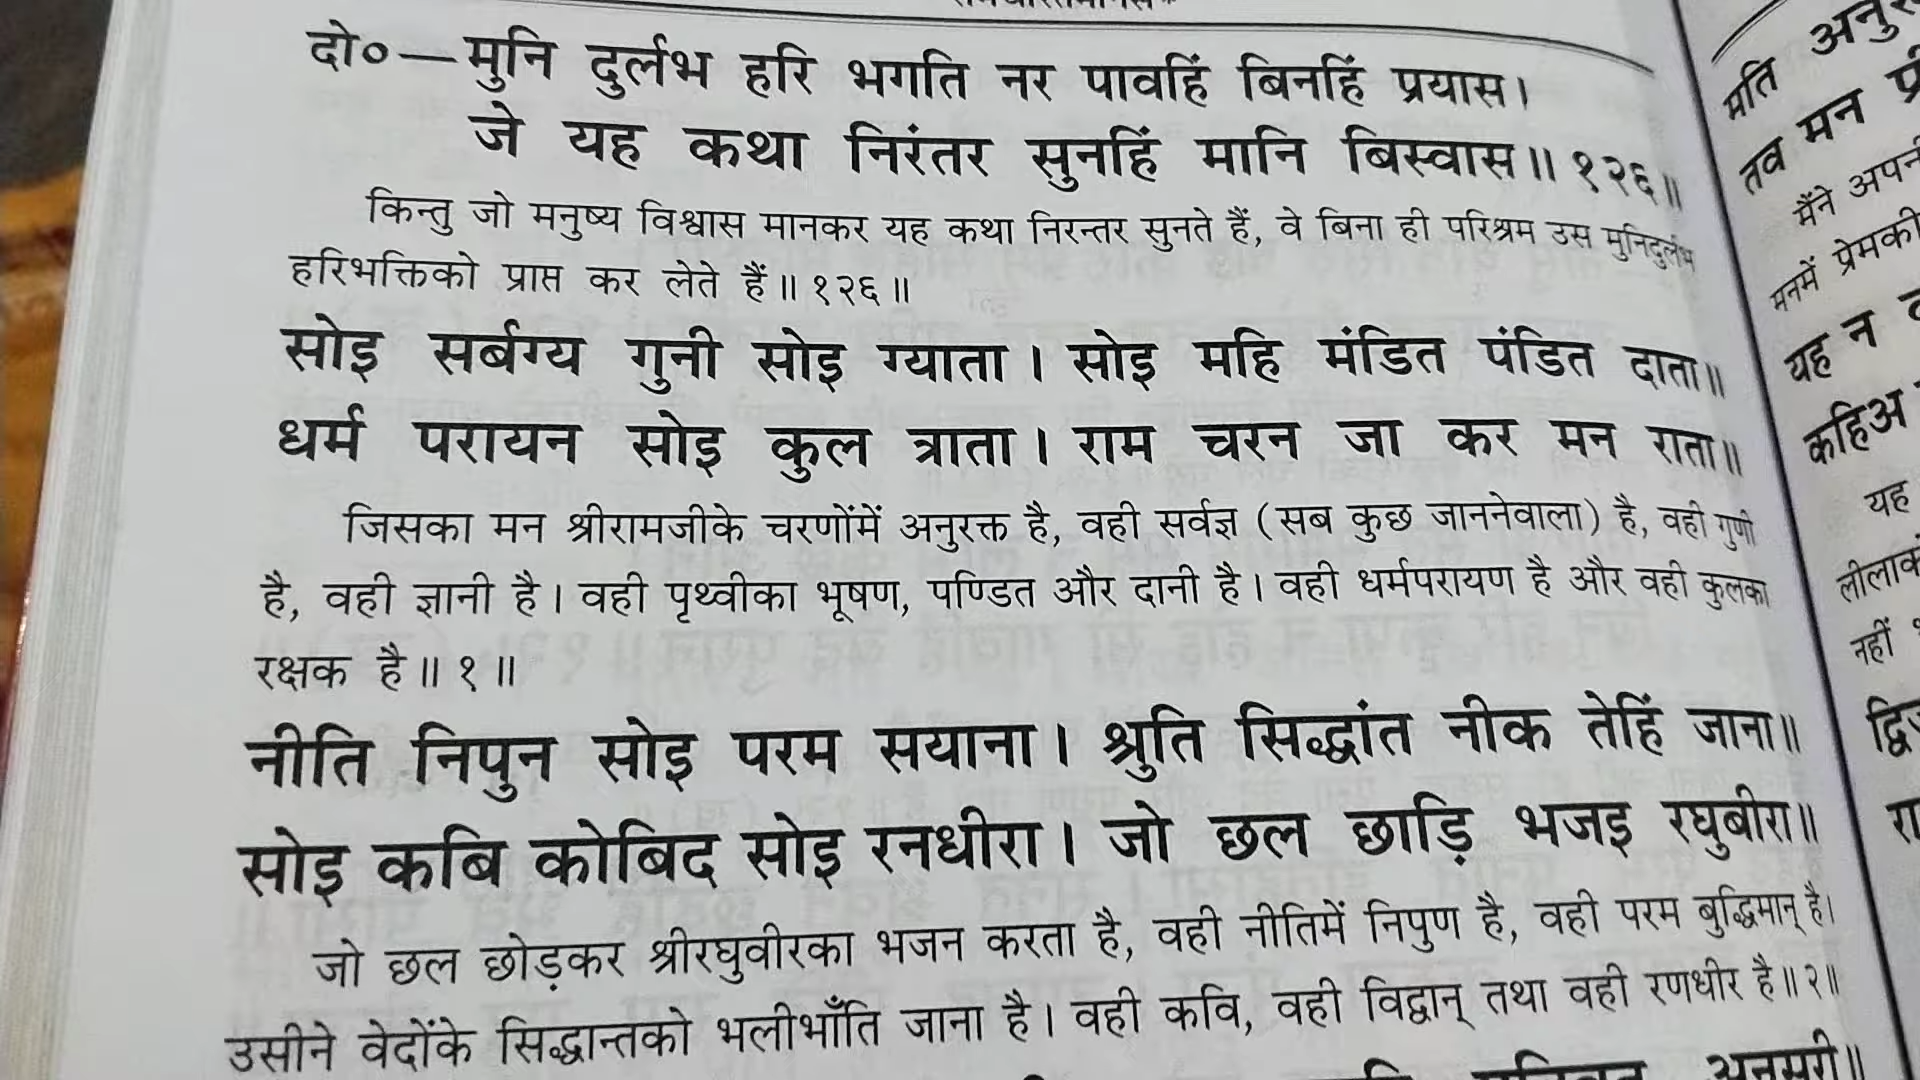 दो०—मुनि दुर्लभ हरि भगति नर पावहिं बिनहिं प्रयास।
जे यह कथा निरंतर सुनहिं मानि बिस्वास॥१२६॥
किन्तु जो मनुष्य विश्वास मानकर यह कथा निरन्तर सुनते हैं, वे बिना ही परिश्रम उस मुनिदुर्लभ
हरिभक्तिको प्राप्त कर लेते हैं॥१२६॥
सोइ सर्बग्य गुनी सोइ ग्याता। सोइ महि मंडित पंडित दाता॥
धर्म परायन सोइ कुल त्राता। राम चरन जा कर मन राता॥
जिसका मन श्रीरामजीके चरणोंमें अनुरक्त है, वही सर्वज्ञ (सब कुछ जाननेवाला) है, वही गुणी
है, वही ज्ञानी है। वही पृथ्वीका भूषण, पण्डित और दानी है। वही धर्मपरायण है और वही कुलका
रक्षक है॥१॥
नीति निपुन सोइ परम सयाना। श्रुति सिद्धांत नीक तेहिं जाना॥
सोइ कबि कोबिद सोइ रनधीरा। जो छल छाड़ि भजइ रघुबीरा॥
जो छल छोड़कर श्रीरघुवीरका भजन करता है, वही नीतिमें निपुण है, वही परम बुद्धिमान् है।
उसीने वेदोंके सिद्धान्तको भलीभाँति जाना है। वही कवि, वही विद्वान् तथा वही रणधीर है॥२॥
मति
तव मन
मैंने
मनमें
यह न
कहिअ
यह
नहीं